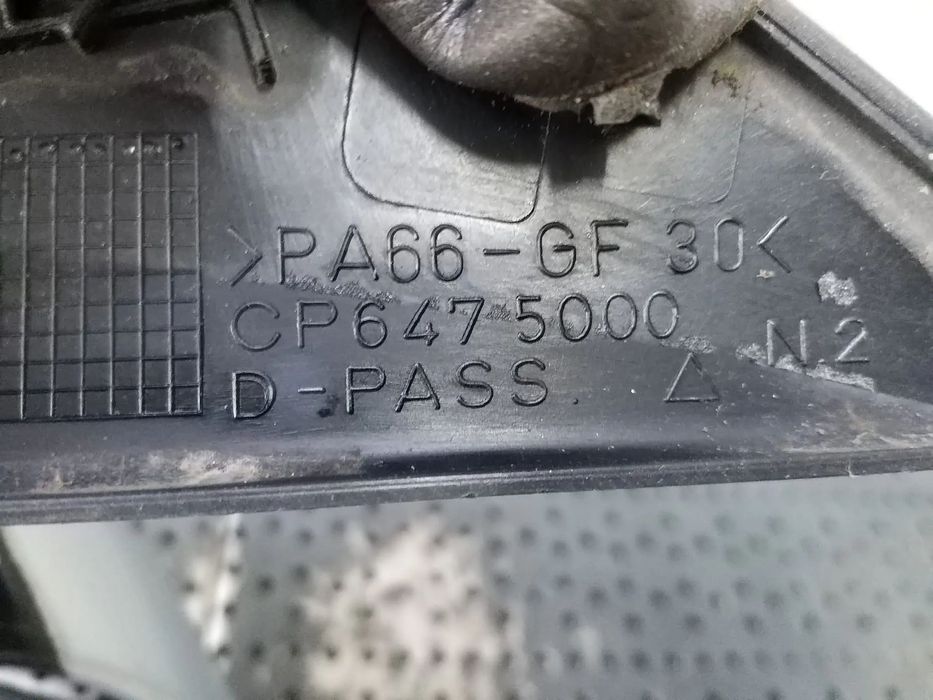 >PA66-GF 30<
CP647 5000
N.2
D-PASS.